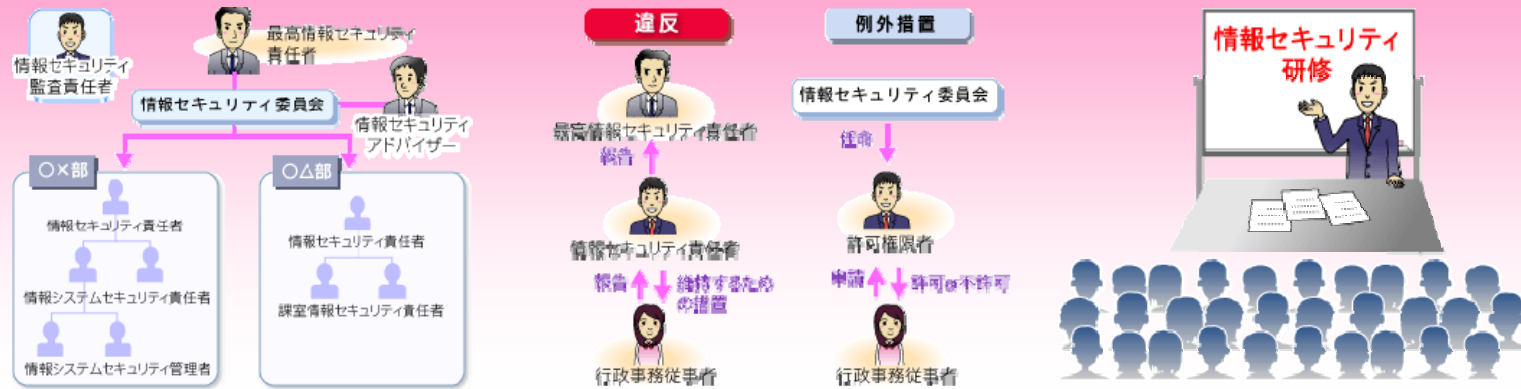 情報セキュリティ
監査責任者
最高情報セキュリティ
責任者
情報セキュリティ委員会
情報セキュリティ
アドバイザー
○×部
情報セキュリティ責任者
情報システムセキュリティ責任者
情報システムセキュリティ管理者
○△部
情報セキュリティ責任者
課室情報セキュリティ責任者
違反
最高情報セキュリティ責任者
報告
情報セキュリティ責任者
報告
維持するため
の措置
行政事務従事者
例外措置
情報セキュリティ委員会
任命
許可権限者
申請
許可or不許可
行政事務従事者
情報セキュリティ
研修